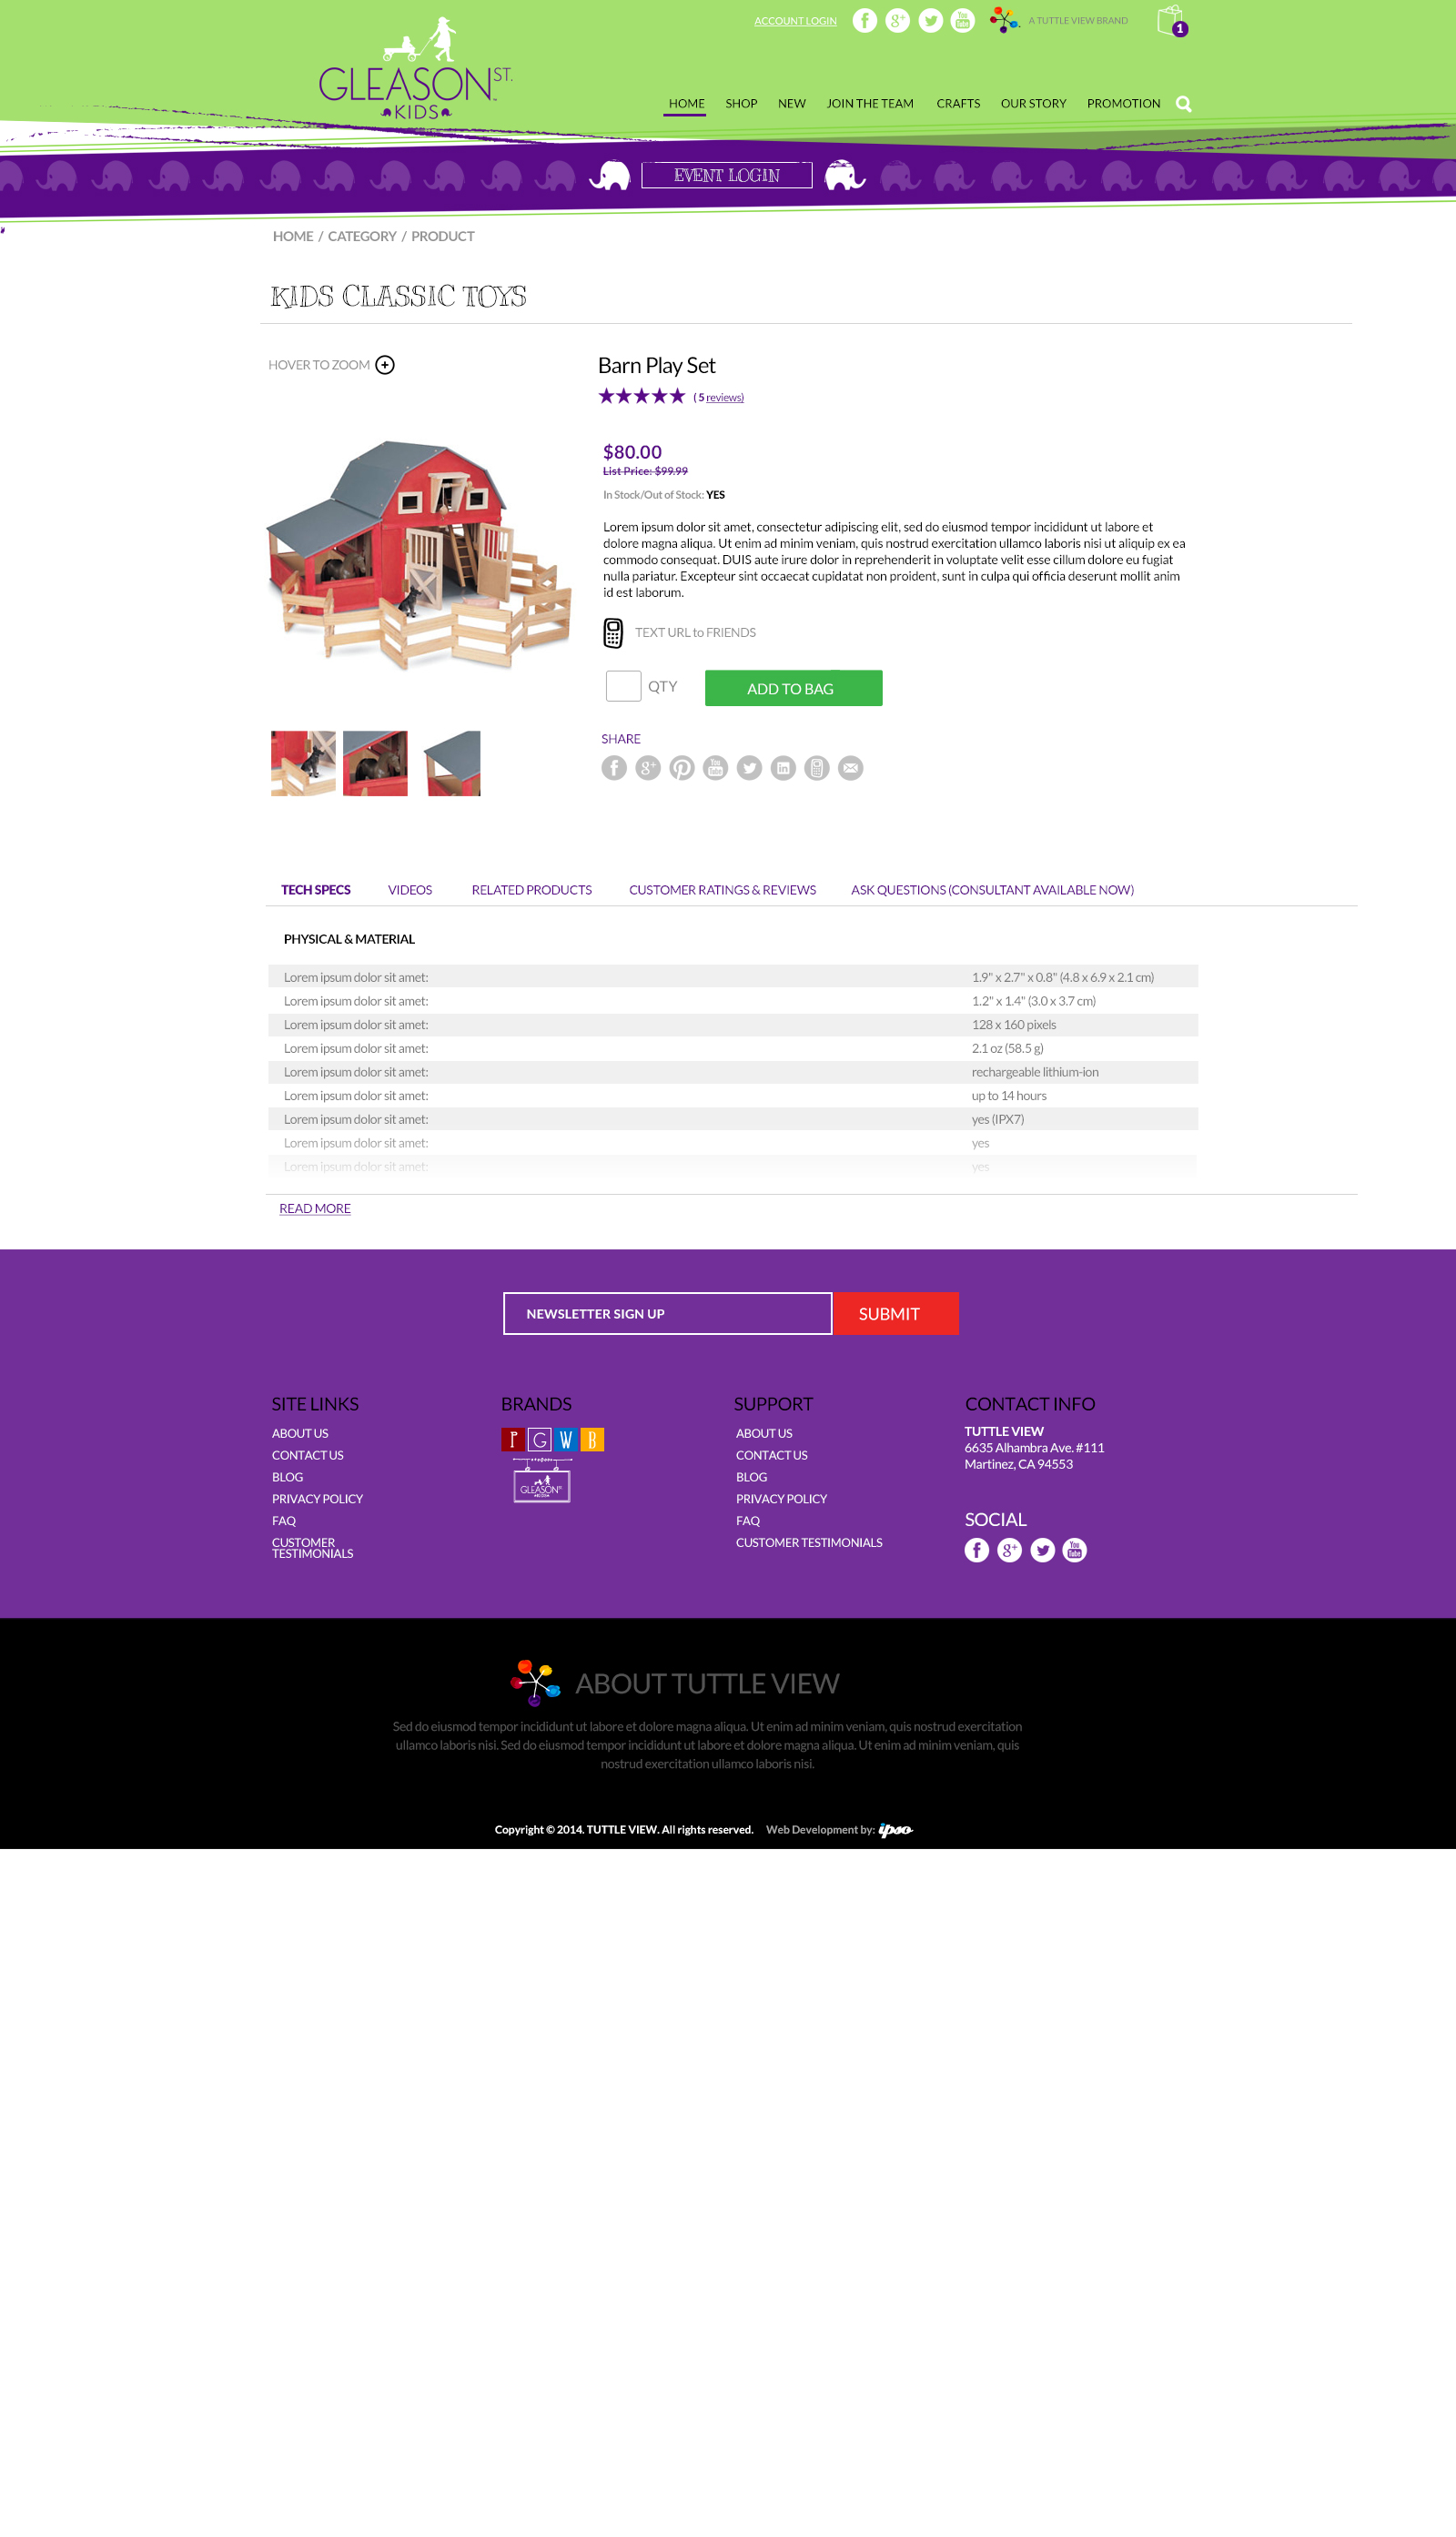 ACCOUNT LOGIN
A TUTTLE VIEW BRAND
1
GLEASON ST.
KIDS
HOME SHOP NEW JOIN THE TEAM CRAFTS OUR STORY PROMOTION
EVENT LOGIN
HOME / CATEGORY / PRODUCT
KIDS CLASSIC TOYS
HOVER TO ZOOM
Barn Play Set
( 5 reviews)
$80.00
List Price: $99.99
In Stock/Out of Stock: YES
Lorem ipsum dolor sit amet, consectetur adipiscing elit, sed do eiusmod tempor incididunt ut labore et
dolore magna aliqua. Ut enim ad minim veniam, quis nostrud exercitation ullamco laboris nisi ut aliquip ex ea
commodo consequat. DUIS aute irure dolor in reprehenderit in voluptate velit esse cillum dolore eu fugiat
nulla pariatur. Excepteur sint occaecat cupidatat non proident, sunt in culpa qui officia deserunt mollit anim
id est laborum.
TEXT URL to FRIENDS
QTY
ADD TO BAG
SHARE
TECH SPECS VIDEOS RELATED PRODUCTS CUSTOMER RATINGS & REVIEWS ASK QUESTIONS (CONSULTANT AVAILABLE NOW)
PHYSICAL & MATERIAL
Lorem ipsum dolor sit amet: 1.9" x 2.7" x 0.8" (4.8 x 6.9 x 2.1 cm)
Lorem ipsum dolor sit amet: 1.2" x 1.4" (3.0 x 3.7 cm)
Lorem ipsum dolor sit amet: 128 x 160 pixels
Lorem ipsum dolor sit amet: 2.1 oz (58.5 g)
Lorem ipsum dolor sit amet: rechargeable lithium-ion
Lorem ipsum dolor sit amet: up to 14 hours
Lorem ipsum dolor sit amet: yes (IPX7)
Lorem ipsum dolor sit amet: yes
Lorem ipsum dolor sit amet: yes
READ MORE
NEWSLETTER SIGN UP
SUBMIT
SITE LINKS
ABOUT US
CONTACT US
BLOG
PRIVACY POLICY
FAQ
CUSTOMER
TESTIMONIALS
BRANDS
P G W B
GLEASON ST
SUPPORT
ABOUT US
CONTACT US
BLOG
PRIVACY POLICY
FAQ
CUSTOMER TESTIMONIALS
CONTACT INFO
TUTTLE VIEW
6635 Alhambra Ave. #111
Martinez, CA 94553
SOCIAL
ABOUT TUTTLE VIEW
Sed do eiusmod tempor incididunt ut labore et dolore magna aliqua. Ut enim ad minim veniam, quis nostrud exercitation
ullamco laboris nisi. Sed do eiusmod tempor incididunt ut labore et dolore magna aliqua. Ut enim ad minim veniam, quis
nostrud exercitation ullamco laboris nisi.
Copyright © 2014. TUTTLE VIEW. All rights reserved. Web Development by: